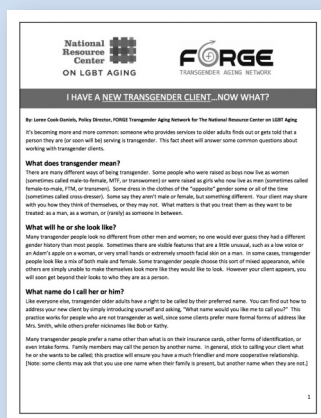 National
Resource
Center
ON LGBT AGING
FORGE
TRANSGENDER AGING NETWORK
I HAVE A NEW TRANSGENDER CLIENT...NOW WHAT?
By: Loree Cook-Daniels, Policy Director, FORGE Transgender Aging Network for The National Resource Center on LGBT Aging
It's becoming more and more common: someone who provides services to older adults finds out or gets told that a
person they are (or soon will be) serving is transgender. This fact sheet will answer some common questions about
working with transgender clients.
What does transgender mean?
There are many different ways of being transgender. Some people who were raised as boys now live as women
(sometimes called male-to-female, MTF, or transwomen) or were raised as girls who now live as men (sometimes called
female-to-male, FTM, or transmen). Some dress in the clothes of the "opposite" gender some or all of the time
(sometimes called cross-dresser). Some say they aren't male or female, but something different. Your client may share
with you how they think of themselves, or they may not. What matters is that you treat them as they want to be
treated: as a man, as a woman, or (rarely) as someone in between.
What will he or she look like?
Many transgender people look no different from other men and women; no one would ever guess they had a different
gender history than most people. Sometimes there are visible features that are a little unusual, such as a low voice or
an Adam's apple on a woman, or very small hands or extremely smooth facial skin on a man. In some cases, transgender
people look like a mix of both male and female. Some transgender people choose this sort of mixed appearance, while
others are simply unable to make themselves look more like they would like to look. However your client appears, you
will soon get beyond their looks to who they are as a person.
What name do I call her or him?
Like everyone else, transgender older adults have a right to be called by their preferred name. You can find out how to
address your new client by simply introducing yourself and asking, "What name would you like me to call you?" This
practice works for people who are not transgender as well, since some clients prefer more formal forms of address like
Mrs. Smith, while others prefer nicknames like Bob or Kathy.
Many transgender people prefer a name other than what is on their insurance cards, other forms of identification, or
even intake forms. Family members may call the person by another name. In general, stick to calling your client what
he or she wants to be called; this practice will ensure you have a much friendlier and more cooperative relationship.
[Note: some clients may ask that you use one name when their family is present, but another name when they are not.]
1